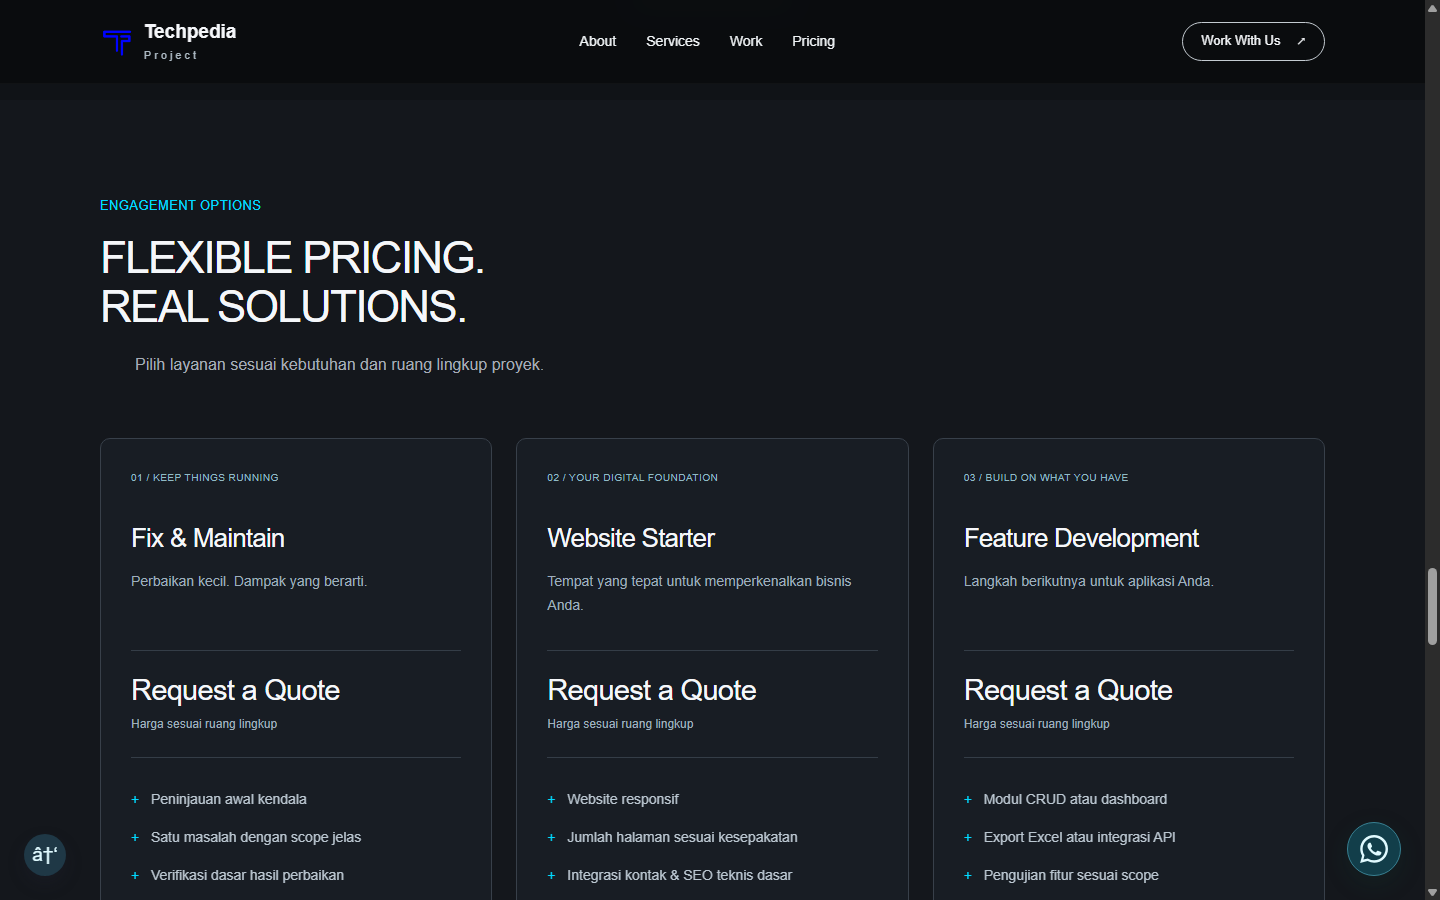 Techpedia
Project
About
Services
Work
Pricing
Work With Us ↗
ENGAGEMENT OPTIONS
FLEXIBLE PRICING.
REAL SOLUTIONS.
Pilih layanan sesuai kebutuhan dan ruang lingkup proyek.
01 / KEEP THINGS RUNNING
Fix & Maintain
Perbaikan kecil. Dampak yang berarti.
Request a Quote
Harga sesuai ruang lingkup
+ Peninjauan awal kendala
+ Satu masalah dengan scope jelas
+ Verifikasi dasar hasil perbaikan
02 / YOUR DIGITAL FOUNDATION
Website Starter
Tempat yang tepat untuk memperkenalkan bisnis
Anda.
Request a Quote
Harga sesuai ruang lingkup
+ Website responsif
+ Jumlah halaman sesuai kesepakatan
+ Integrasi kontak & SEO teknis dasar
03 / BUILD ON WHAT YOU HAVE
Feature Development
Langkah berikutnya untuk aplikasi Anda.
Request a Quote
Harga sesuai ruang lingkup
+ Modul CRUD atau dashboard
+ Export Excel atau integrasi API
+ Pengujian fitur sesuai scope
â†‘